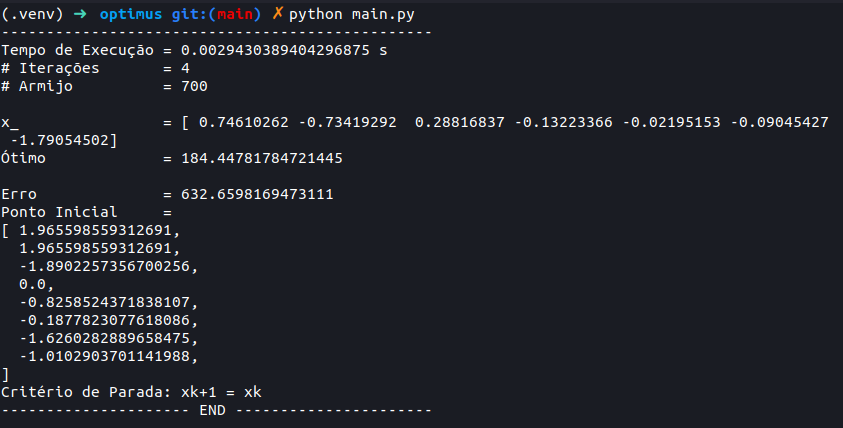 (.venv) ➜ optimus git:(main) ✗ python main.py
------------------------------------------------
Tempo de Execução = 0.0029430389404296875 s
# Iterações       = 4
# Armijo          = 700
x_                = [ 0.74610262 -0.73419292  0.28816837 -0.13223366 -0.02195153 -0.09045427
 -1.79054502]
Ótimo             = 184.44781784721445
Erro              = 632.6598169473111
Ponto Inicial     =
[ 1.965598559312691,
  1.965598559312691,
  -1.8902257356700256,
  0.0,
  -0.8258524371838107,
  -0.1877823077618086,
  -1.6260282889658475,
  -1.0102903701141988,
]
Critério de Parada: xk+1 = xk
--------------------- END ----------------------